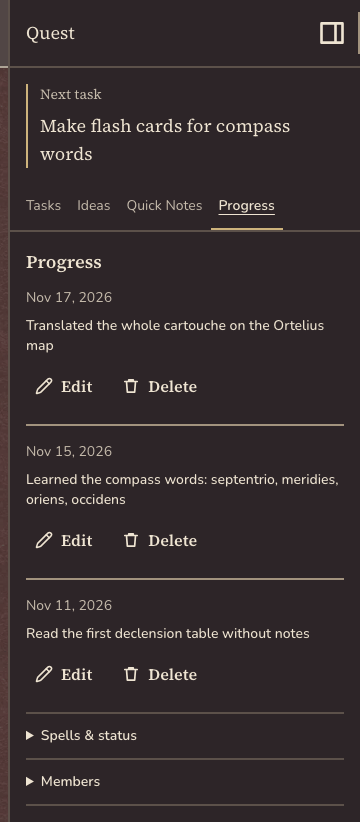 Quest
Next task
Make flash cards for compass
words
Tasks Ideas Quick Notes Progress
Progress
Nov 17, 2026
Translated the whole cartouche on the Ortelius
map
Edit Delete
Nov 15, 2026
Learned the compass words: septentrio, meridies,
oriens, occidens
Edit Delete
Nov 11, 2026
Read the first declension table without notes
Edit Delete
Spells & status
Members